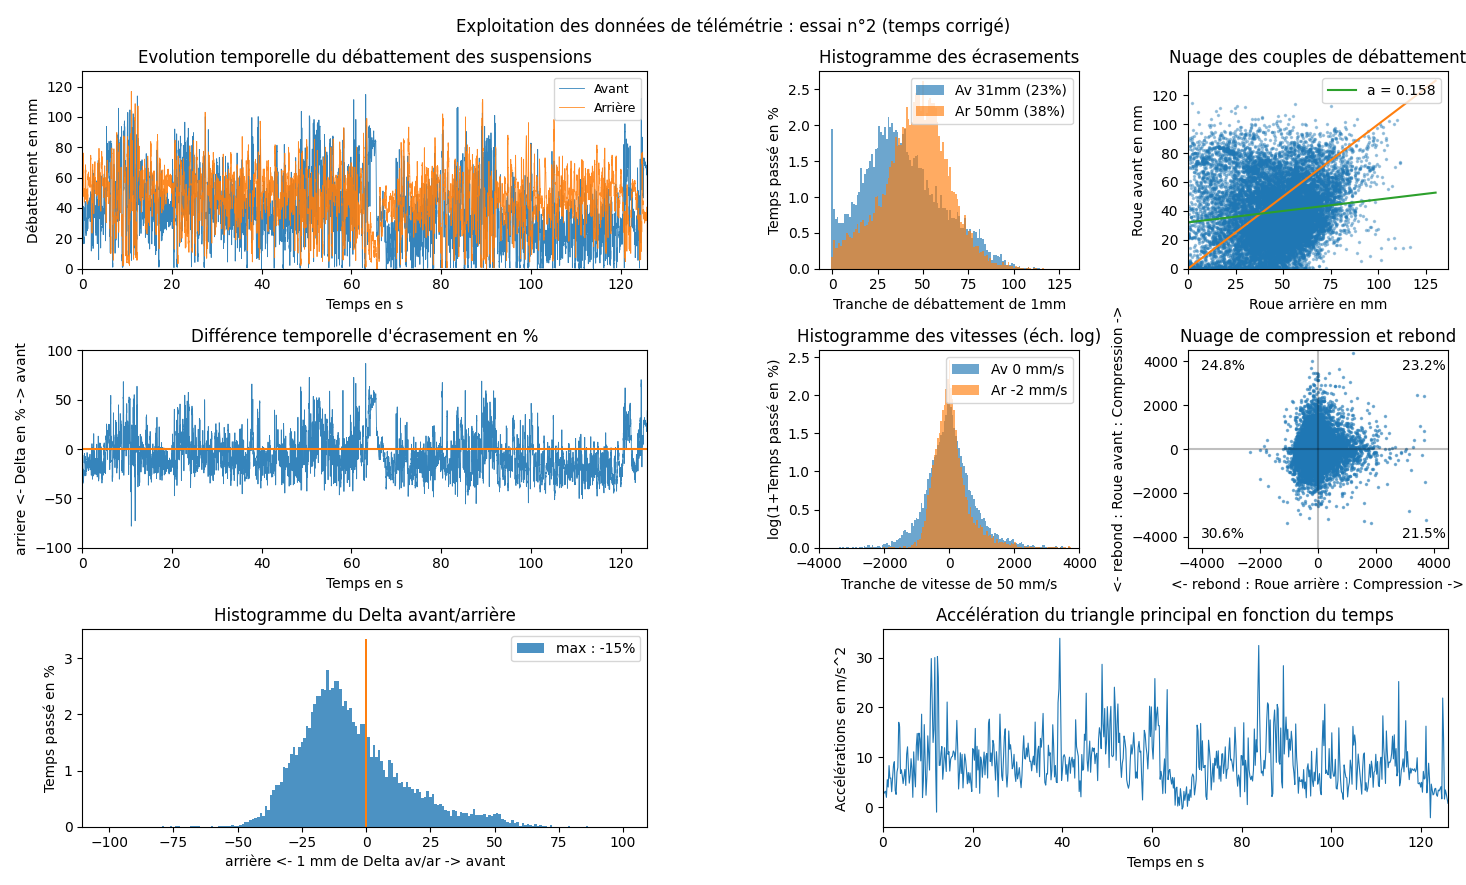 Exploitation des données de télémétrie : essai n°2 (temps corrigé)
Evolution temporelle du débattement des suspensions
Débattement en mm
120
100
80
60
40
20
0
Avant
Arrière
0 20 40 60 80 100 120
Temps en s
Histogramme des écrasements
Temps passé en %
2.5
2.0
1.5
1.0
0.5
0.0
Av 31mm (23%)
Ar 50mm (38%)
0 25 50 75 100 125
Tranche de débattement de 1mm
Nuage des couples de débattement
Roue avant en mm
120
100
80
60
40
20
0
a = 0.158
0 25 50 75 100 125
Roue arrière en mm
Différence temporelle d'écrasement en %
arriere <- Delta en % -> avant
100
50
0
−50
−100
0 20 40 60 80 100 120
Temps en s
Histogramme des vitesses (éch. log)
log(1+Temps passé en %)
2.5
2.0
1.5
1.0
0.5
0.0
Av 0 mm/s
Ar -2 mm/s
−4000 −2000 0 2000 4000
Tranche de vitesse de 50 mm/s
Nuage de compression et rebond
<- rebond : Roue avant : Compression ->
4000
2000
0
−2000
−4000
24.8% 23.2%
30.6% 21.5%
−4000 −2000 0 2000 4000
<- rebond : Roue arrière : Compression ->
Histogramme du Delta avant/arrière
Temps passé en %
3
2
1
0
max : -15%
−100 −75 −50 −25 0 25 50 75 100
arrière <- 1 mm de Delta av/ar -> avant
Accélération du triangle principal en fonction du temps
Accélérations en m/s^2
30
20
10
0
0 20 40 60 80 100 120
Temps en s